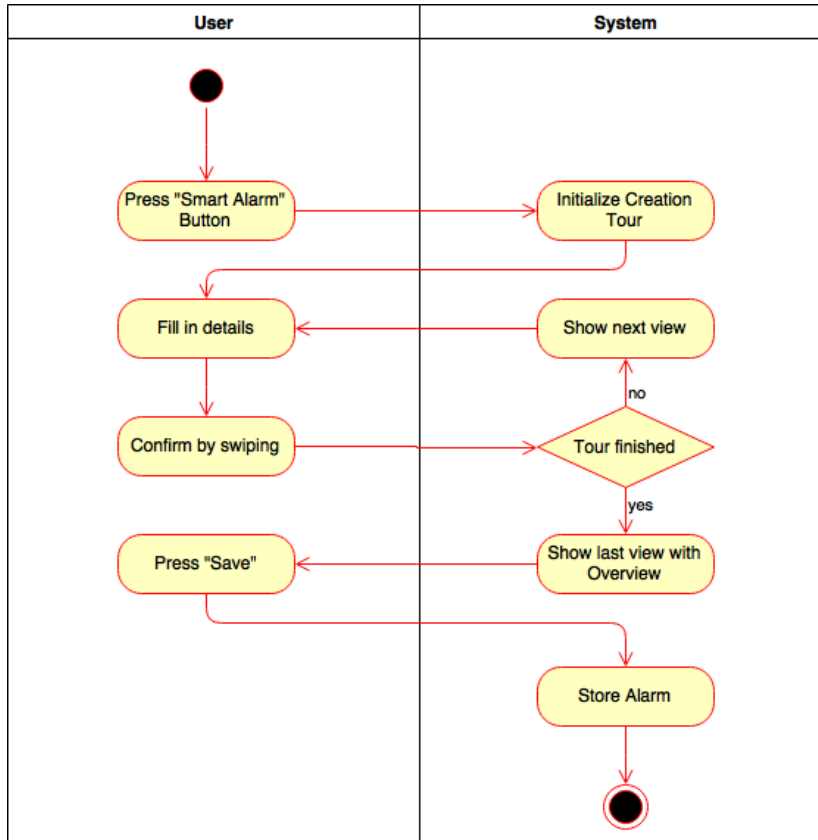 User
System
Press "Smart Alarm"
Button
Initialize Creation
Tour
Fill in details
Show next view
no
Confirm by swiping
Tour finished
yes
Press "Save"
Show last view with
Overview
Store Alarm